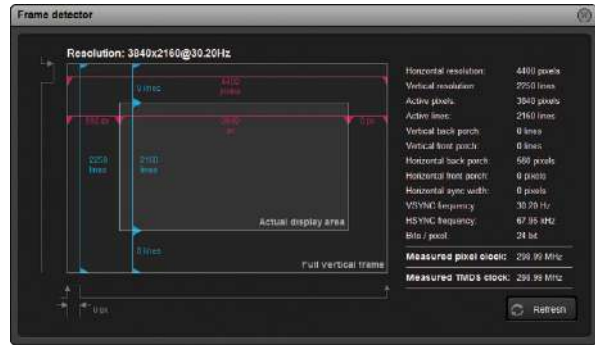 Frame detector
Resolution: 3840x2160@30.20Hz
4400
pixels
0 lines
560 px
3840
px
0 px
2250
lines
2160
lines
Actual display area
0 lines
Full vertical frame
0 px
Horizontal resolution: 4400 pixels
Vertical resolution: 2250 lines
Active pixels: 3840 pixels
Active lines: 2160 lines
Vertical back porch: 0 lines
Vertical front porch: 0 lines
Horizontal back porch: 560 pixels
Horizontal front porch: 0 pixels
Horizontal sync width: 0 pixels
VSYNC frequency: 30.20 Hz
HSYNC frequency: 67.95 kHz
Bits / pixel: 24 bit
Measured pixel clock: 298.99 MHz
Measured TMDS clock: 298.99 MHz
Refresh